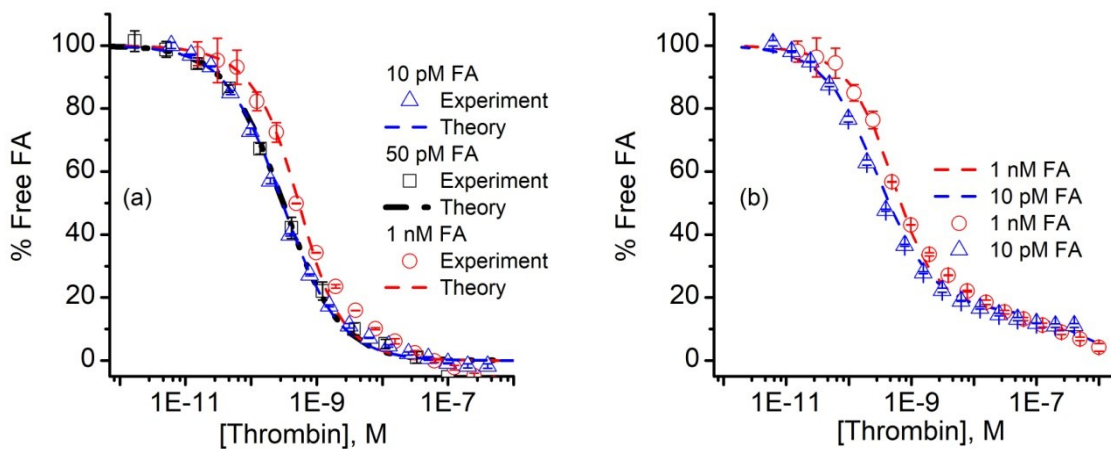 100
80
60
40
20
0
% Free FA
(a)
10 pM FA
Experiment
Theory
50 pM FA
Experiment
Theory
1 nM FA
Experiment
Theory
1E-11 1E-9 1E-7
[Thrombin], M
100
80
60
40
20
0
% Free FA
(b)
1 nM FA
10 pM FA
1 nM FA
10 pM FA
1E-11 1E-9 1E-7
[Thrombin], M